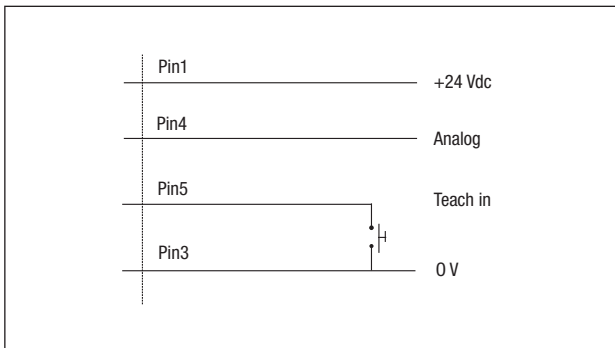 Pin1
+24 Vdc
Pin4
Analog
Pin5
Teach in
Pin3
0 V